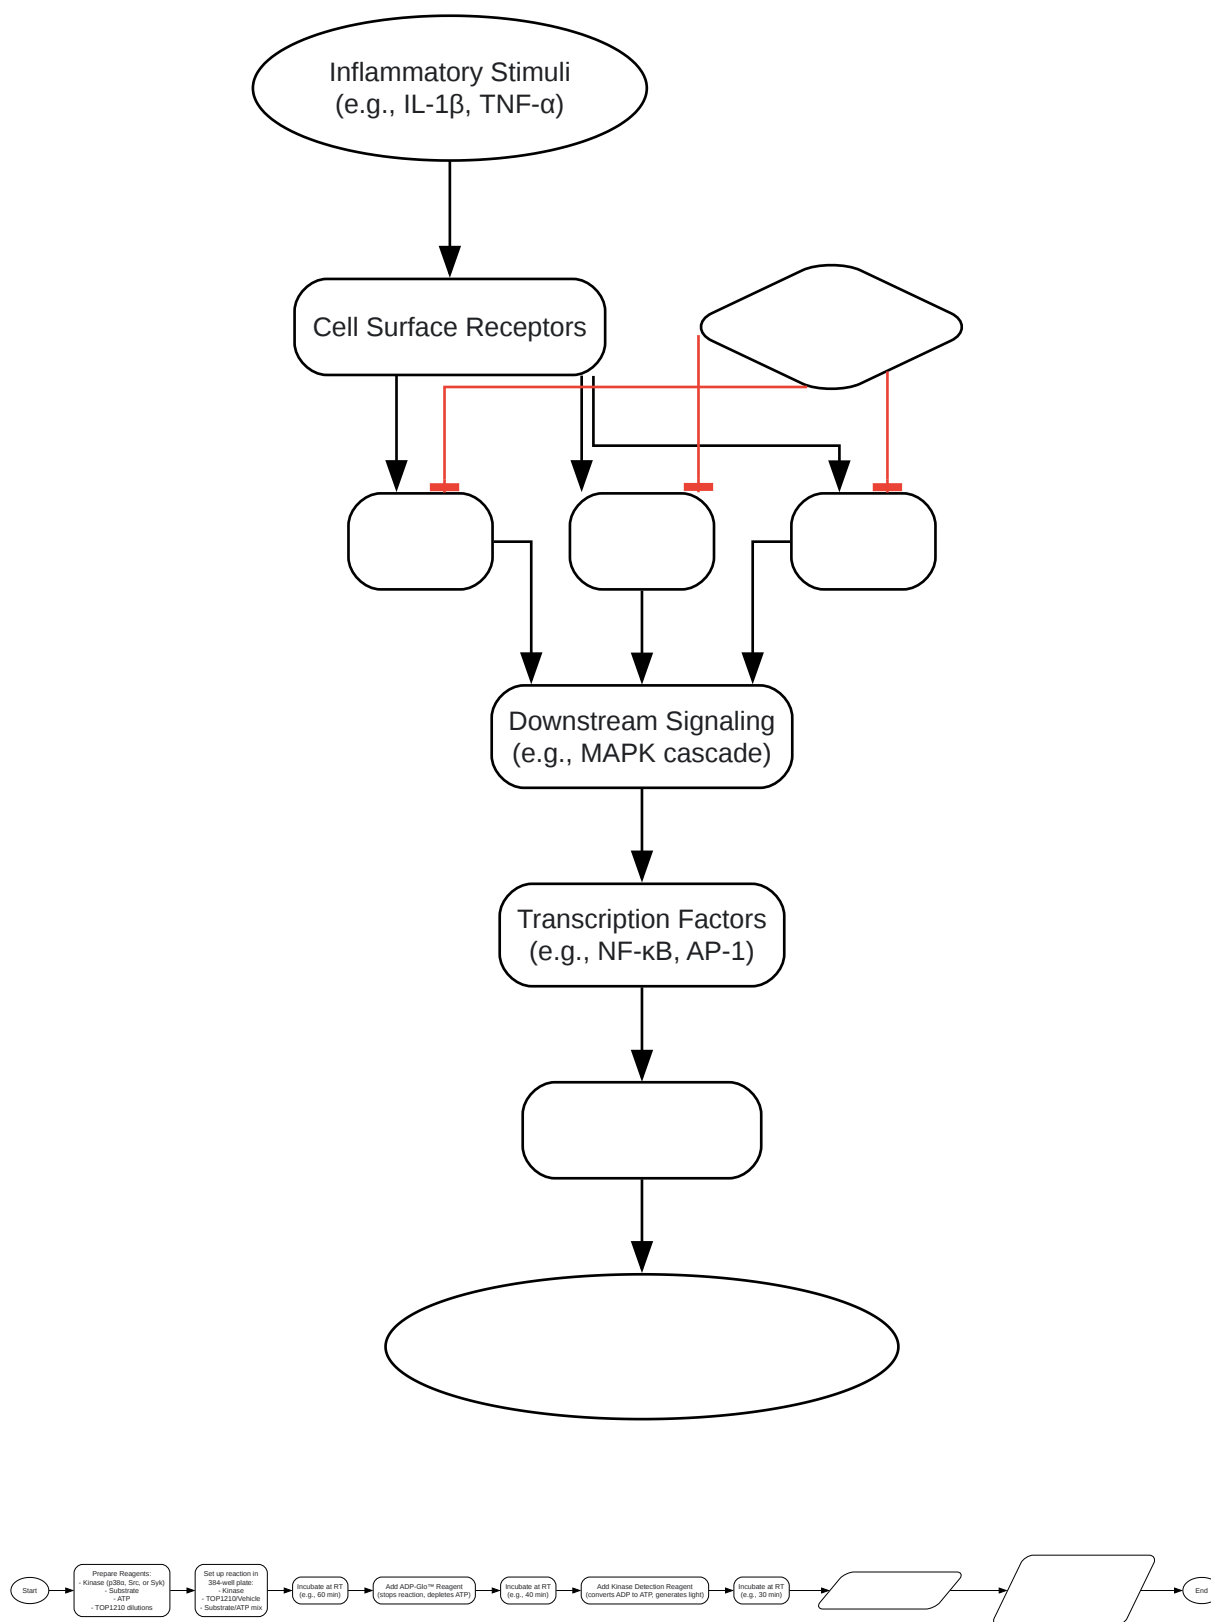 Inflammatory Stimuli
(e.g., IL-1β, TNF-α)
Cell Surface Receptors
Downstream Signaling
(e.g., MAPK cascade)
Transcription Factors
(e.g., NF-κB, AP-1)
Start
Prepare Reagents:
- Kinase (p38α, Src, or Syk)
- Substrate
- ATP
- TOP1210 dilutions
Set up reaction in
384-well plate:
- Kinase
- TOP1210/Vehicle
- Substrate/ATP mix
Incubate at RT
(e.g., 60 min)
Add ADP-Glo™ Reagent
(stops reaction, depletes ATP)
Incubate at RT
(e.g., 40 min)
Add Kinase Detection Reagent
(converts ADP to ATP, generates light)
Incubate at RT
(e.g., 30 min)
End